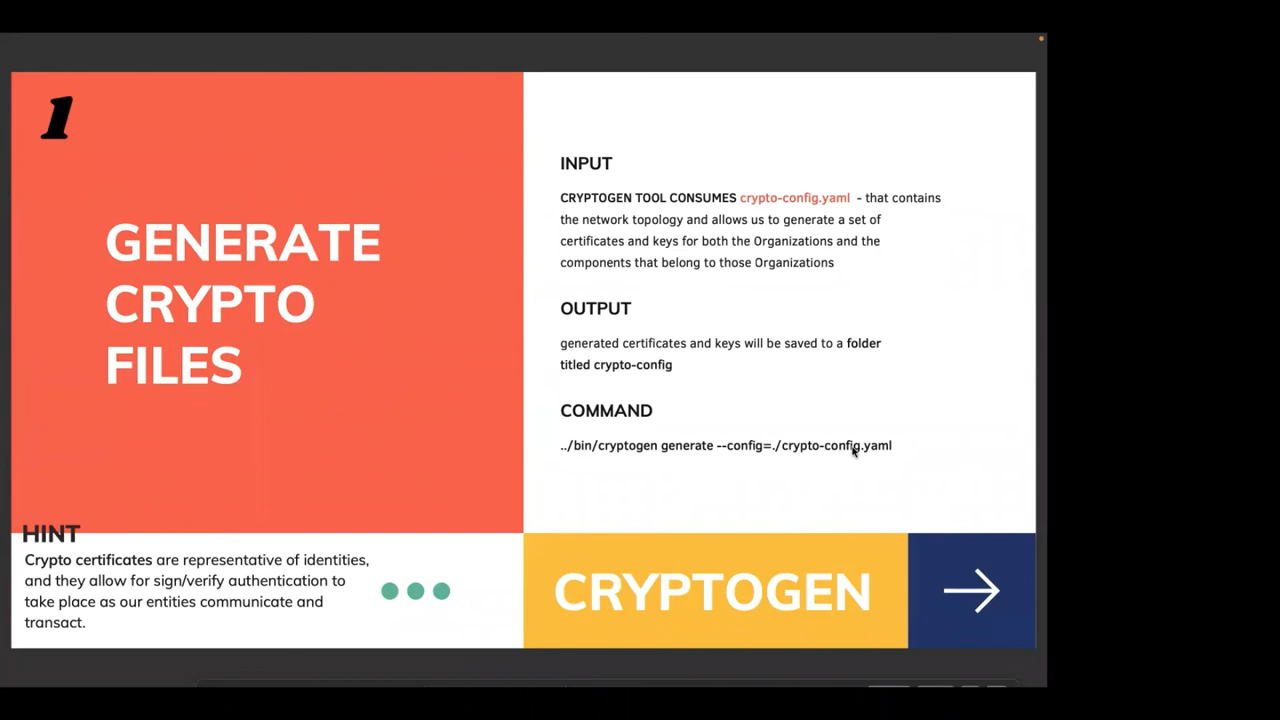 1
GENERATE
CRYPTO
FILES
INPUT
CRYPTOGEN TOOL CONSUMES crypto-config.yaml - that contains
the network topology and allows us to generate a set of
certificates and keys for both the Organizations and the
components that belong to those Organizations
OUTPUT
generated certificates and keys will be saved to a folder
titled crypto-config
COMMAND
../bin/cryptogen generate --config=./crypto-config.yaml
HINT
Crypto certificates are representative of identities,
and they allow for sign/verify authentication to
take place as our entities communicate and
transact.
CRYPTOGEN